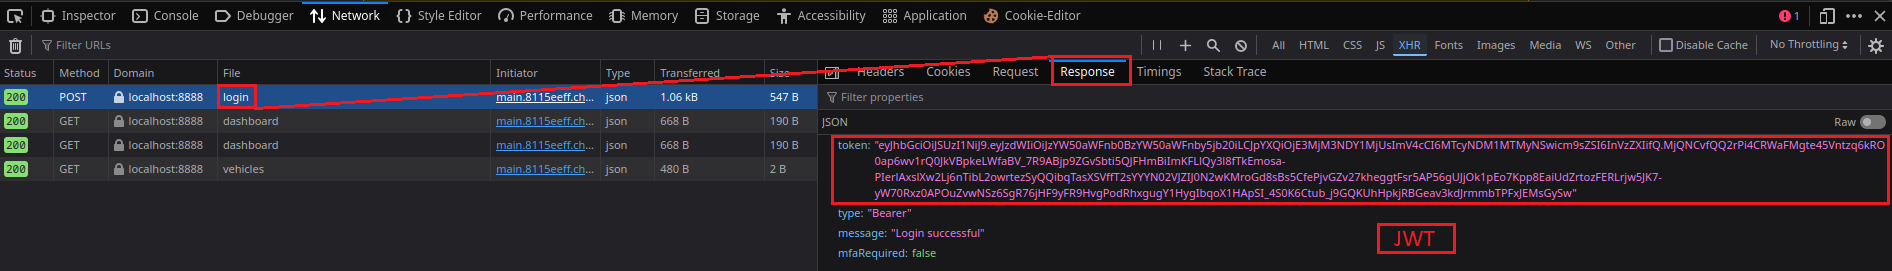 Inspector Console Debugger Network Style Editor Performance Memory Storage Accessibility Application Cookie-Editor 1
Filter URLs All HTML CSS JS XHR Fonts Images Media WS Other Disable Cache No Throttling
Status Method Domain File Initiator Type Transferred Size
200 POST localhost:8888 login main.8115eeff.ch... json 1.06 kB 547 B
200 GET localhost:8888 dashboard main.8115eeff.ch... json 668 B 190 B
200 GET localhost:8888 dashboard main.8115eeff.ch... json 668 B 190 B
200 GET localhost:8888 vehicles main.8115eeff.ch... json 480 B 2 B
Headers Cookies Request Response Timings Stack Trace
Filter properties
JSON Raw
token:
type: "Bearer"
message: "Login successful"
mfaRequired: false
JWT